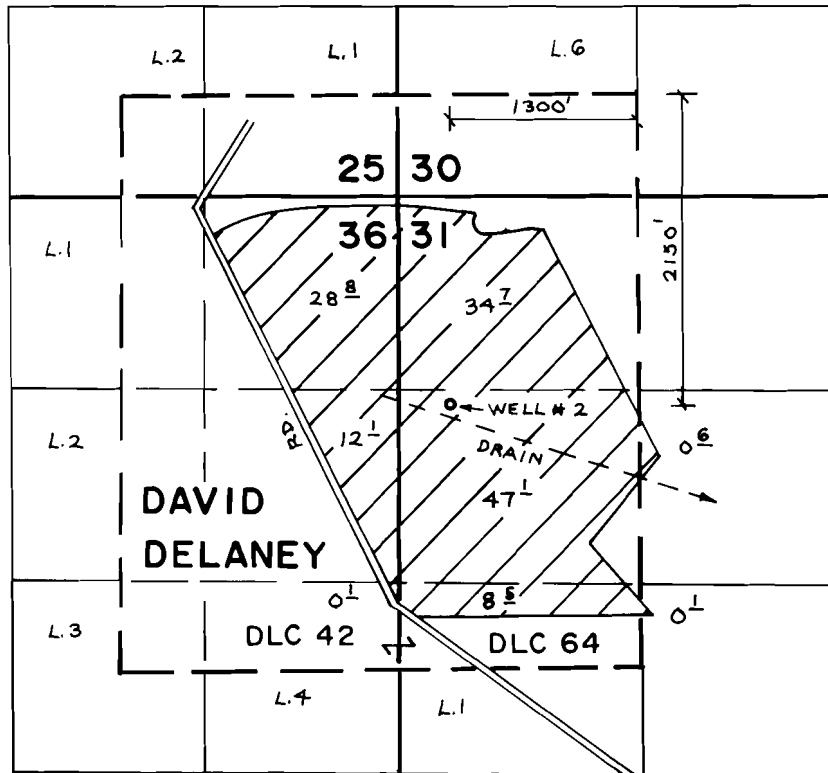 L.2
L.1
L.6
1300'
25 30
2150'
L.1
36 31
28 8
34 7
RD.
WELL # 2
L.2
12 1
DRAIN
0 6
47 1
DAVID
DELANEY
0 1
8 5
0 1
L.3
DLC 42
DLC 64
L.4
L.1